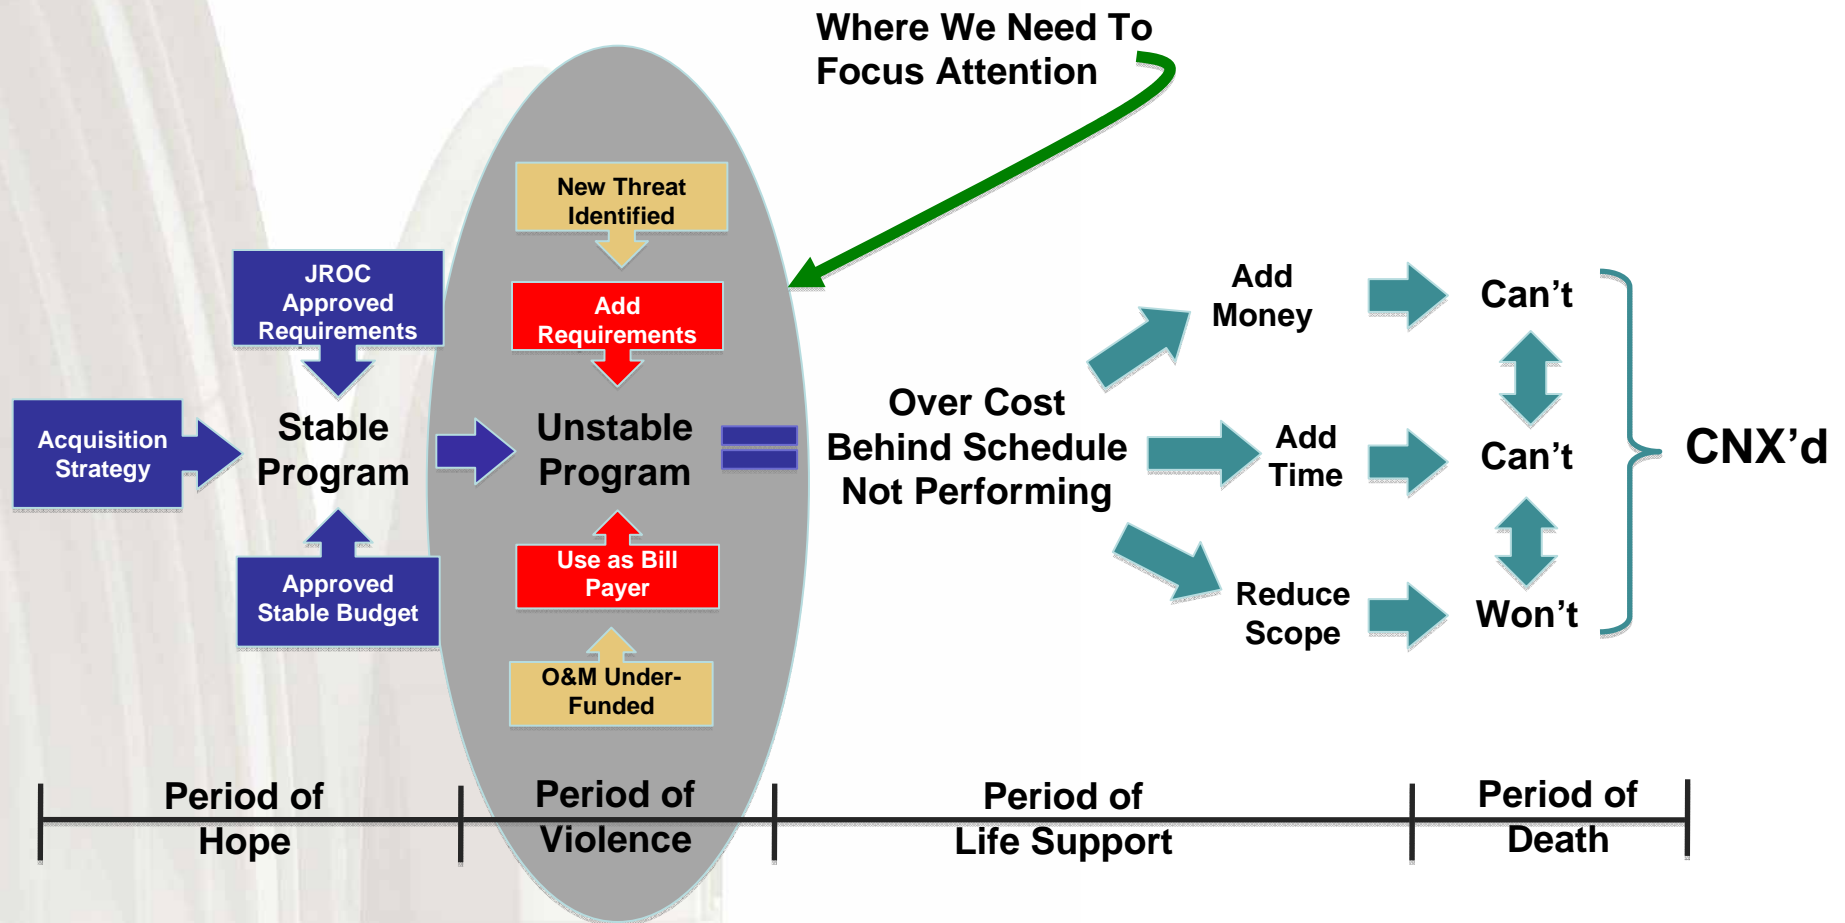 Where We Need To
Focus Attention
New Threat
Identified
JROC
Approved
Requirements
Add
Requirements
Acquisition
Strategy
Stable
Program
Unstable
Program
Approved
Stable Budget
Use as Bill
Payer
O&M Under-
Funded
Over Cost
Behind Schedule
Not Performing
Add
Money
Can't
Add
Time
Can't
Reduce
Scope
Won't
CNX'd
Period of
Hope
Period of
Violence
Period of
Life Support
Period of
Death